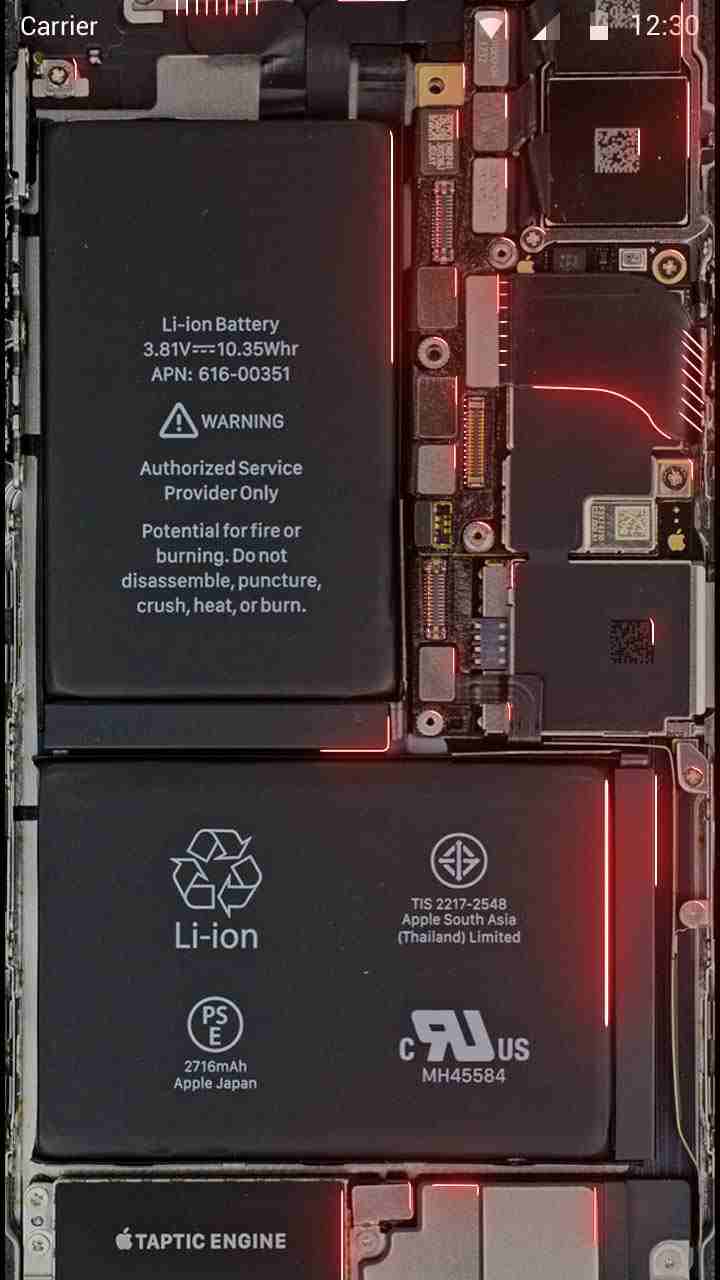 Carrier
12:30
Li-ion Battery
3.81V⎓10.35Whr
APN: 616-00351
WARNING
Authorized Service
Provider Only
Potential for fire or
burning. Do not
disassemble, puncture,
crush, heat, or burn.
Li-ion
TIS 2217-2548
Apple South Asia
(Thailand) Limited
PS
E
2716mAh
Apple Japan
C RU US
MH45584
TAPTIC ENGINE